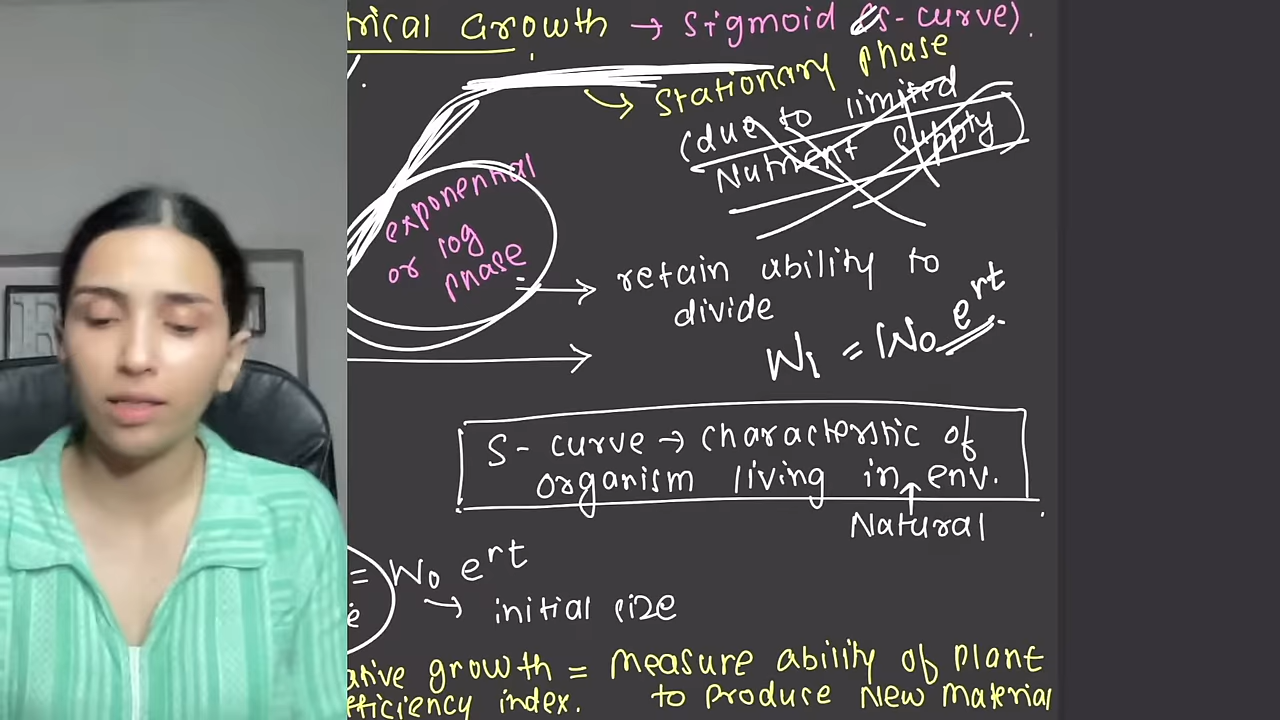 rical Growth → Sigmoid (S-curve).
→ Stationary phase
(due to limited
Nutrient supply)
exponential
or log
phase
→ retain ability to
divide
W1 = W0 e^rt
S-curve → characterstic of
organism living in env.
Natural
= W0 e^rt
→ initial size
ative growth = Measure ability of plant
efficiency index. to produce New Material